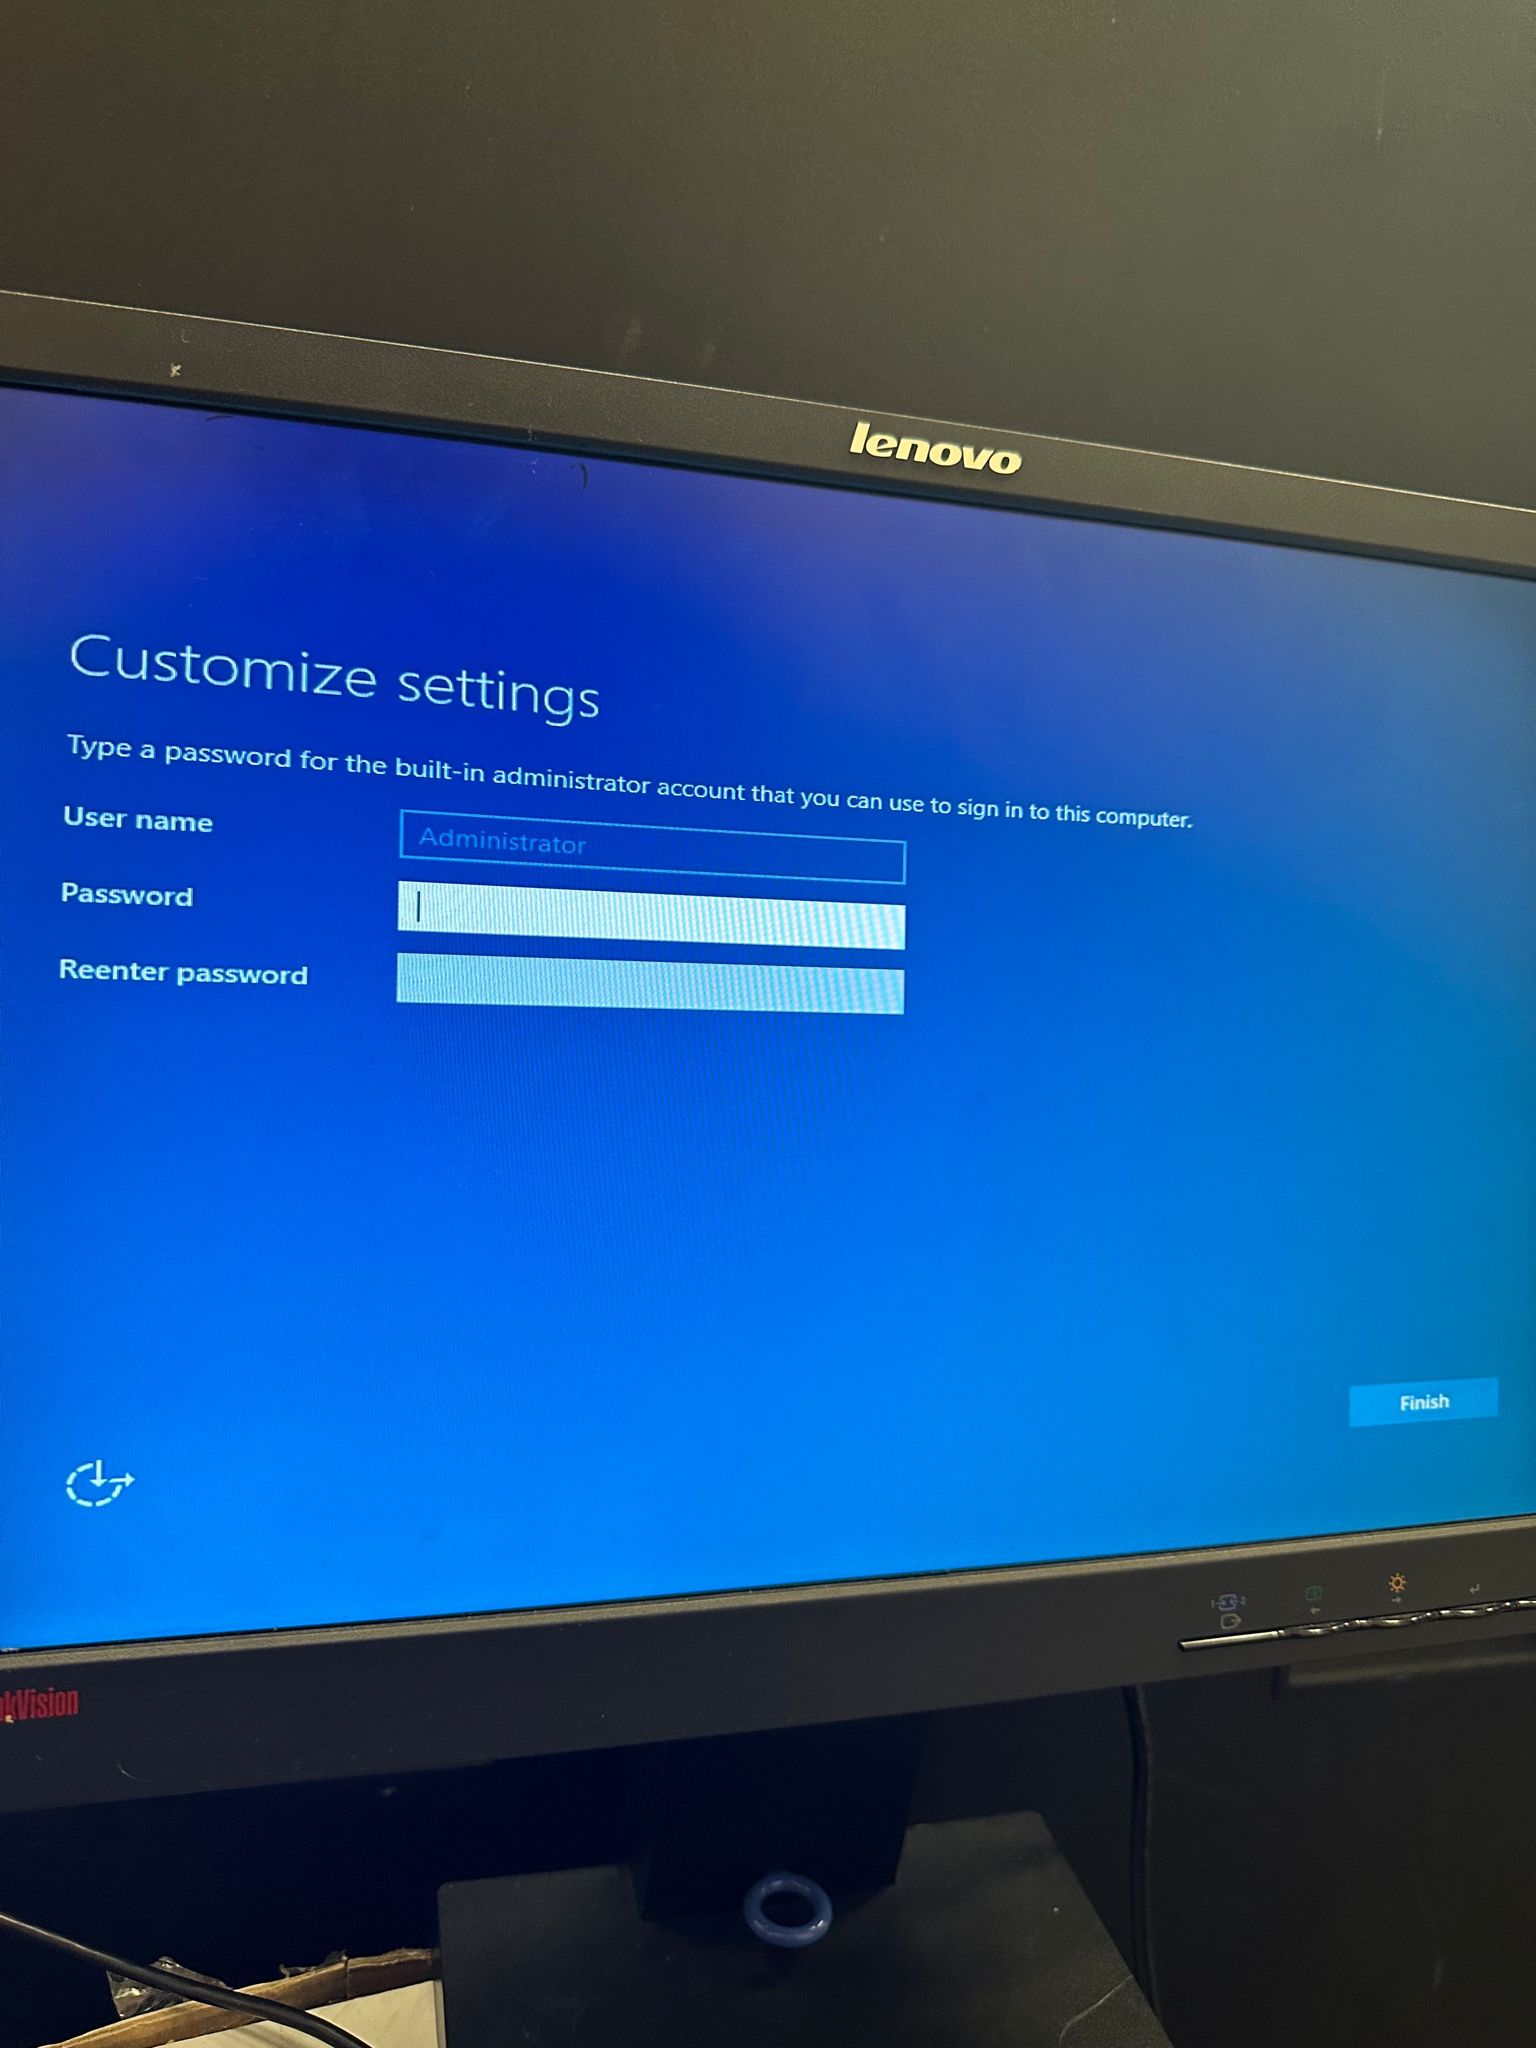 lenovo
Customize settings
Type a password for the built-in administrator account that you can use to sign in to this computer.
User name
Administrator
Password
Reenter password
Finish
kVision